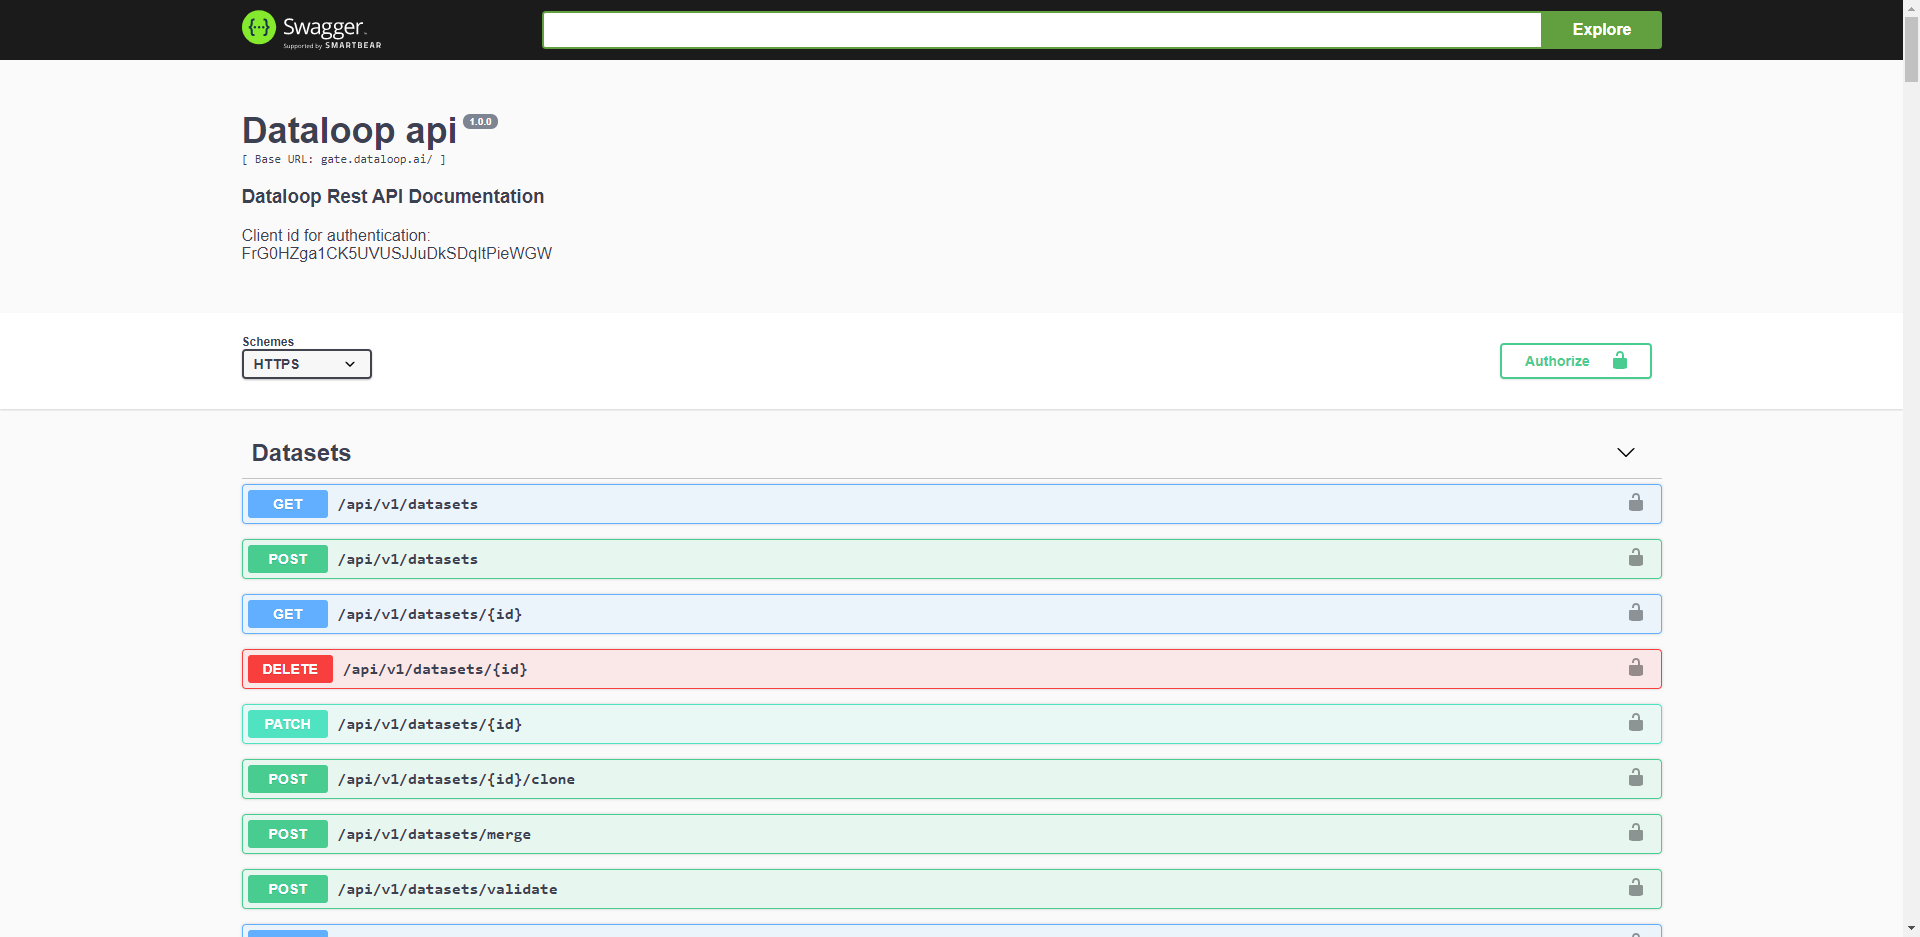 Swagger
Supported by SMARTBEAR
Explore
Dataloop api 1.0.0
[ Base URL: gate.dataloop.ai/ ]
Dataloop Rest API Documentation
Client id for authentication:
FrG0HZga1CK5UVUSJJuDkSDqItPieWGW
Schemes
HTTPS
Authorize
Datasets
GET /api/v1/datasets
POST /api/v1/datasets
GET /api/v1/datasets/{id}
DELETE /api/v1/datasets/{id}
PATCH /api/v1/datasets/{id}
POST /api/v1/datasets/{id}/clone
POST /api/v1/datasets/merge
POST /api/v1/datasets/validate